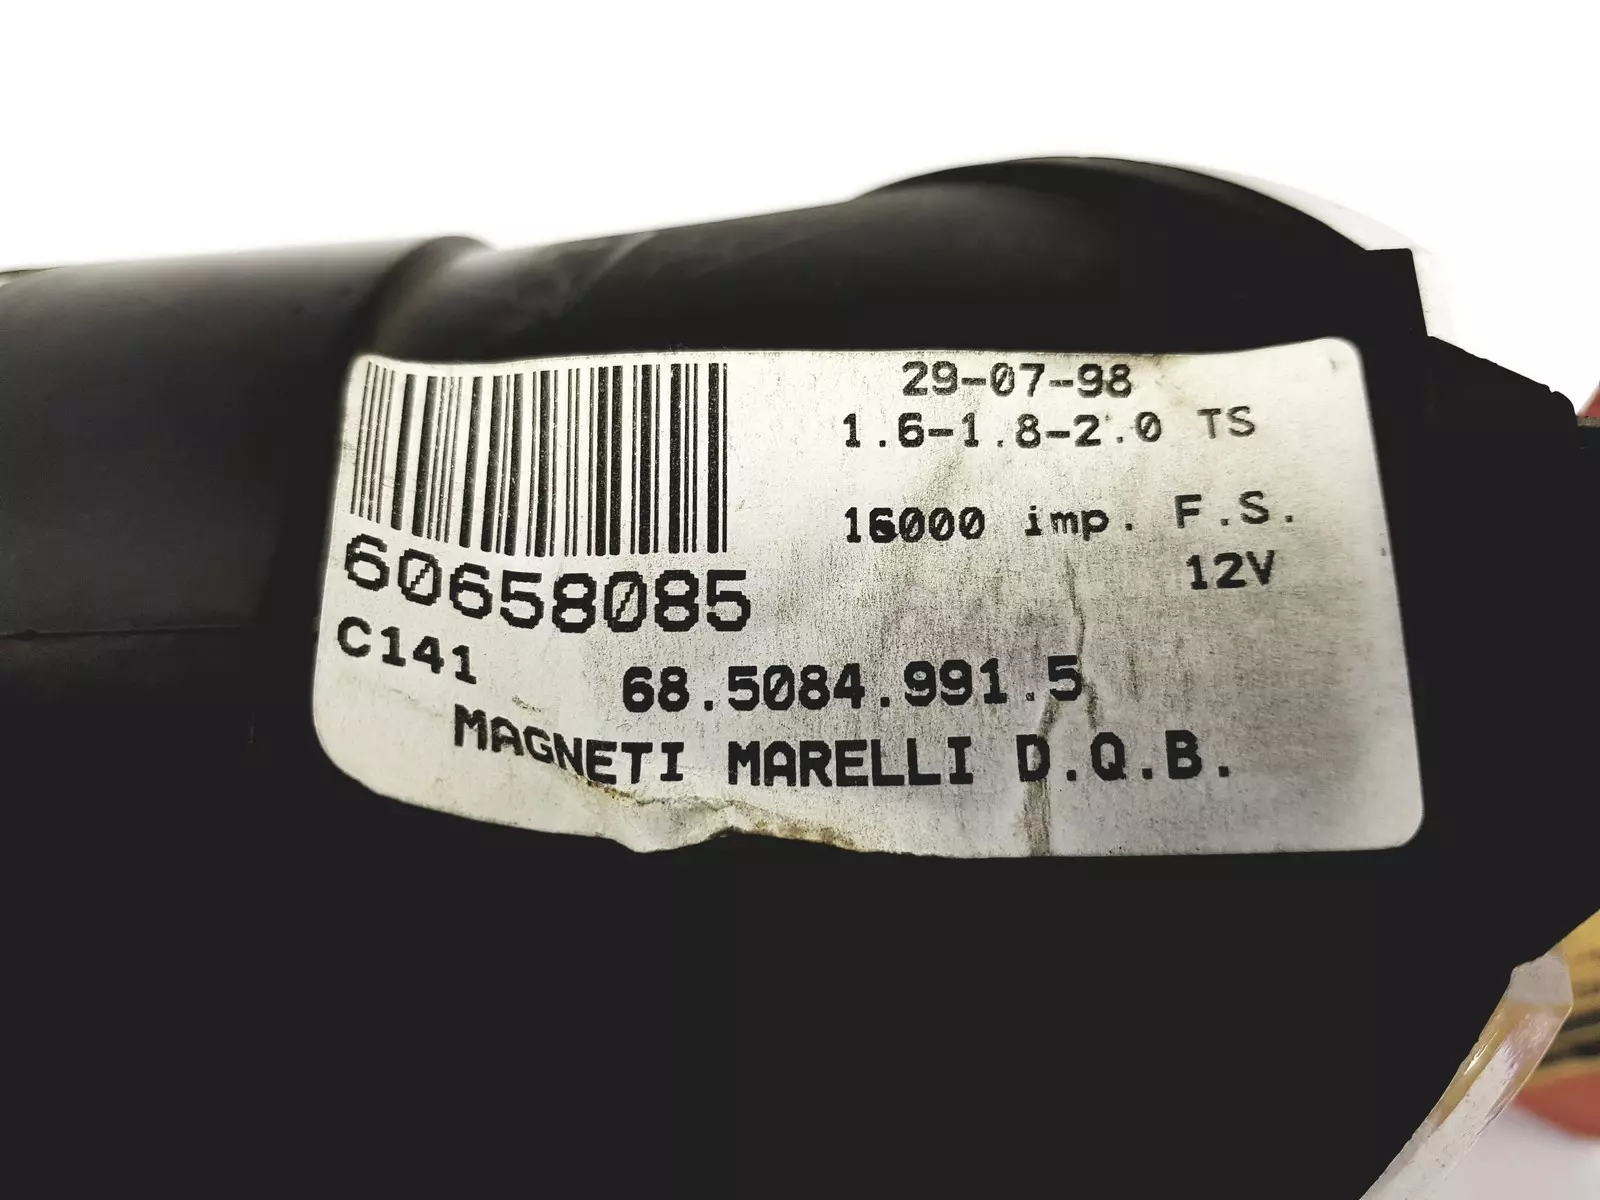 29-07-98
1.6-1.8-2.0 TS
16000 imp. F.S.
12V
60658085
C141
68.5084.991.5
MAGNETI MARELLI D.Q.B.